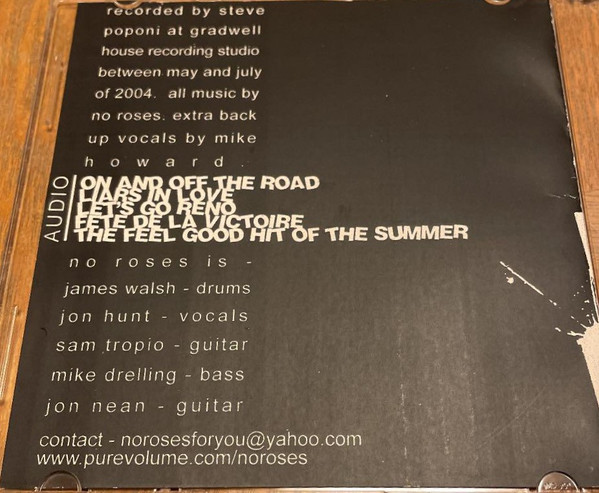 recorded by steve
poponi at gradwell
house recording studio
between may and july
of 2004. all music by
no roses. extra back
up vocals by mike
howard.
AUDIO
ON AND OFF THE ROAD
LIARS IN LOVE
LET'S GO RENO
FETE DE LA VICTOIRE
THE FEEL GOOD HIT OF THE SUMMER
no roses is -
james walsh - drums
jon hunt - vocals
sam tropio - guitar
mike drelling - bass
jon nean - guitar
contact - norosesforyou@yahoo.com
www.purevolume.com/noroses